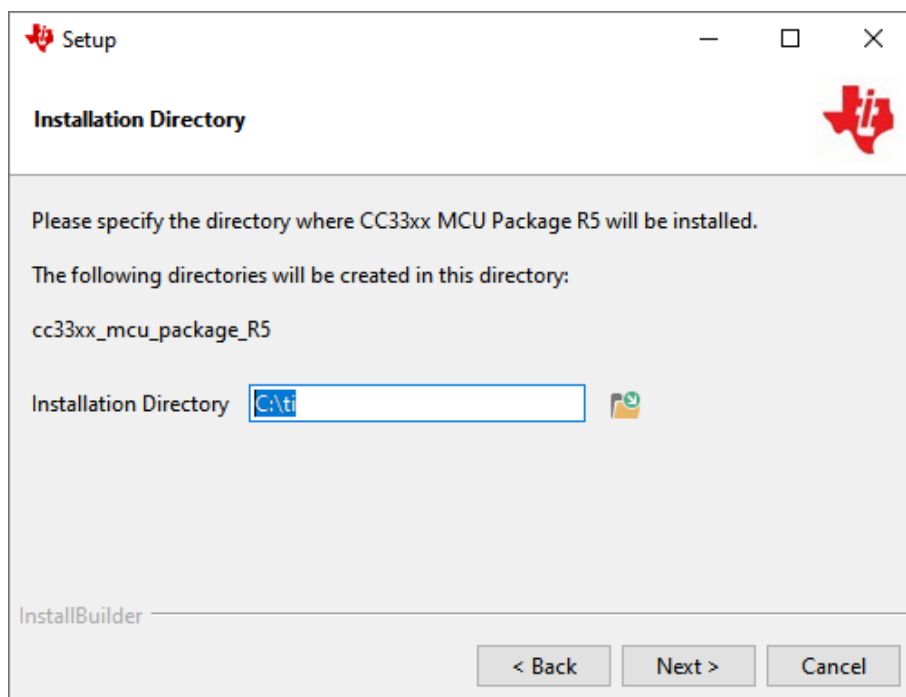 Setup
Installation Directory
ti
Please specify the directory where CC33xx MCU Package R5 will be installed.
The following directories will be created in this directory:
cc33xx_mcu_package_R5
Installation Directory C:\ti
InstallBuilder
< Back Next > Cancel